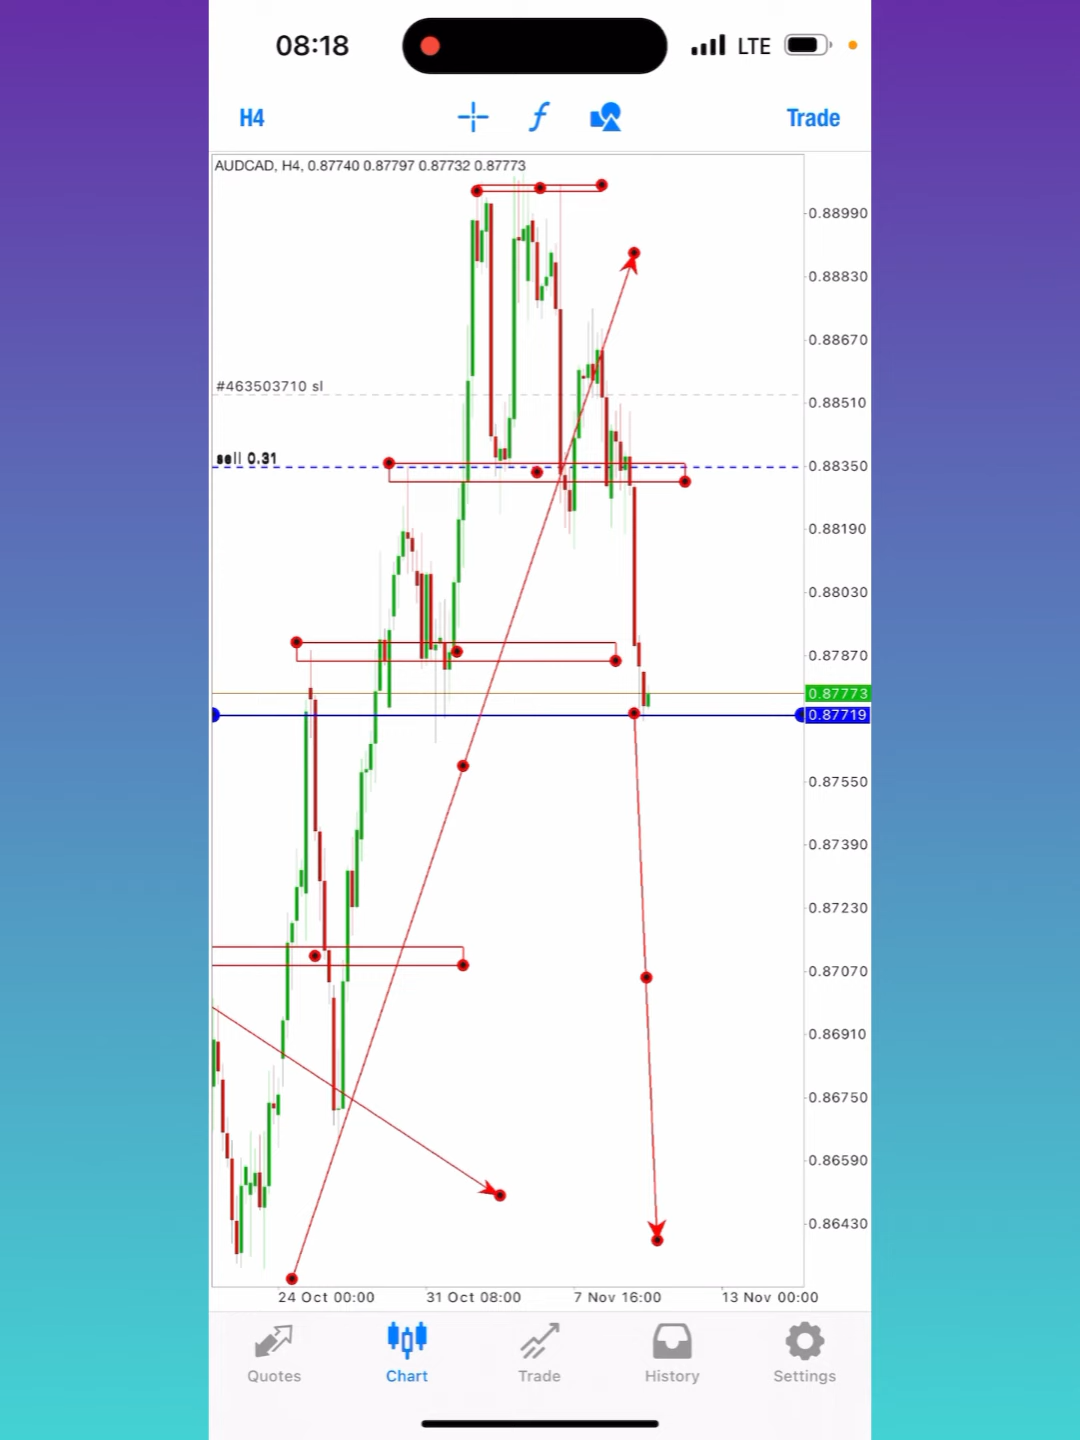 08:18
LTE
H4
f
Trade
AUDCAD, H4, 0.87740 0.87797 0.87732 0.87773
0.88990
0.88830
0.88670
#463503710 sl
0.88510
sell 0.31
0.88350
0.88190
0.88030
0.87870
0.87773
0.87719
0.87550
0.87390
0.87230
0.87070
0.86910
0.86750
0.86590
0.86430
24 Oct 00:00 31 Oct 08:00 7 Nov 16:00 13 Nov 00:00
Quotes Chart Trade History Settings